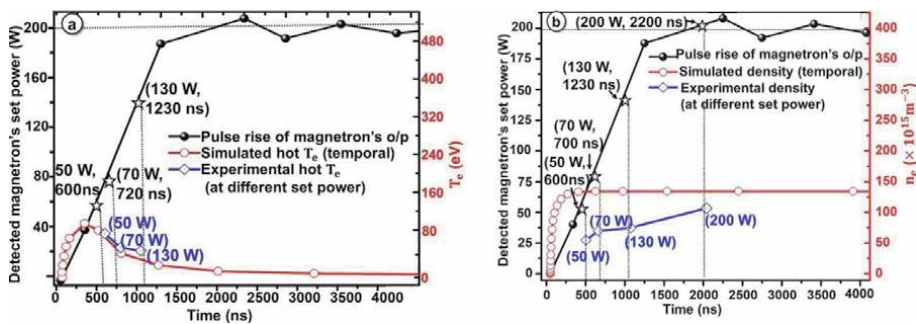 a
Detected magnetron's set power (W)
200
160
120
80
40
0
(130 W,
1230 ns)
Pulse rise of magnetron's o/p
Simulated hot Te (temporal)
Experimental hot Te
(at different set power)
50 W,
600ns
(70 W,
720 ns)
(50 W)
(70 W)
(130 W)
480
400
320
240
160
80
0
Te (eV)
0 500 1000 1500 2000 2500 3000 3500 4000
Time (ns)
b
Detected magnetron's set power (W)
200
175
150
125
100
75
50
25
0
(200 W, 2200 ns)
Pulse rise of magnetron's o/p
Simulated density (temporal)
Experimental density
(at different set power)
(130 W,
1230 ns)
(70 W,
700 ns)
(50 W,
600ns)
(50 W)
(70 W)
(130 W)
(200 W)
400
350
300
250
200
150
100
50
0
ne (× 10^15 m^-3)
0 500 1000 1500 2000 2500 3000 3500 4000
Time (ns)